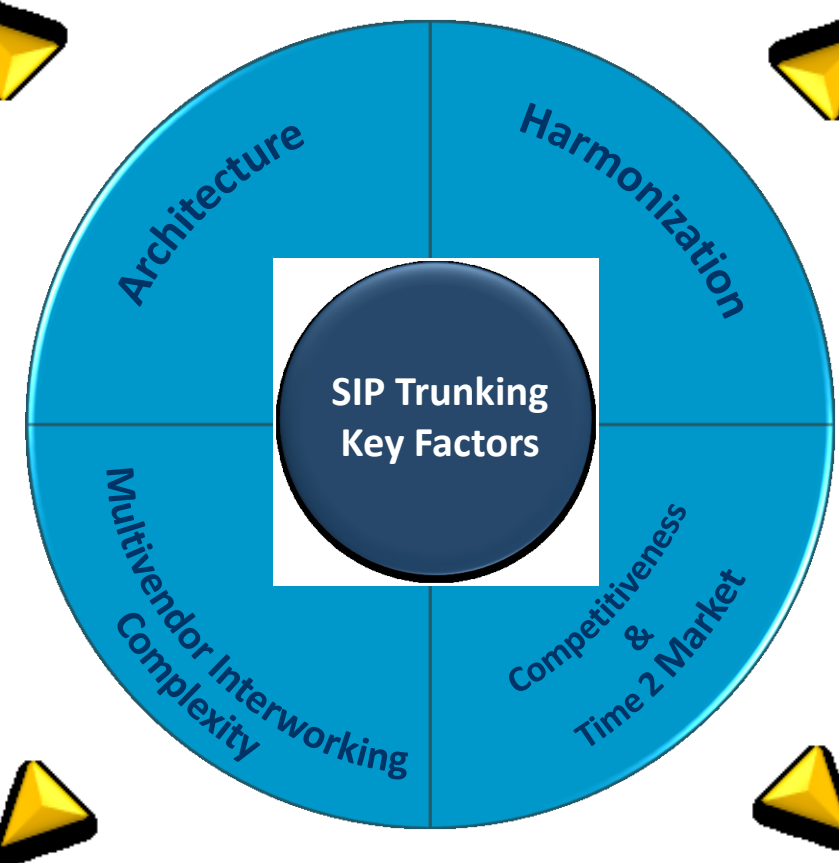 Architecture
Harmonization
SIP Trunking
Key Factors
Multivendor Interworking
Complexity
Competitiveness
&
Time 2 Market